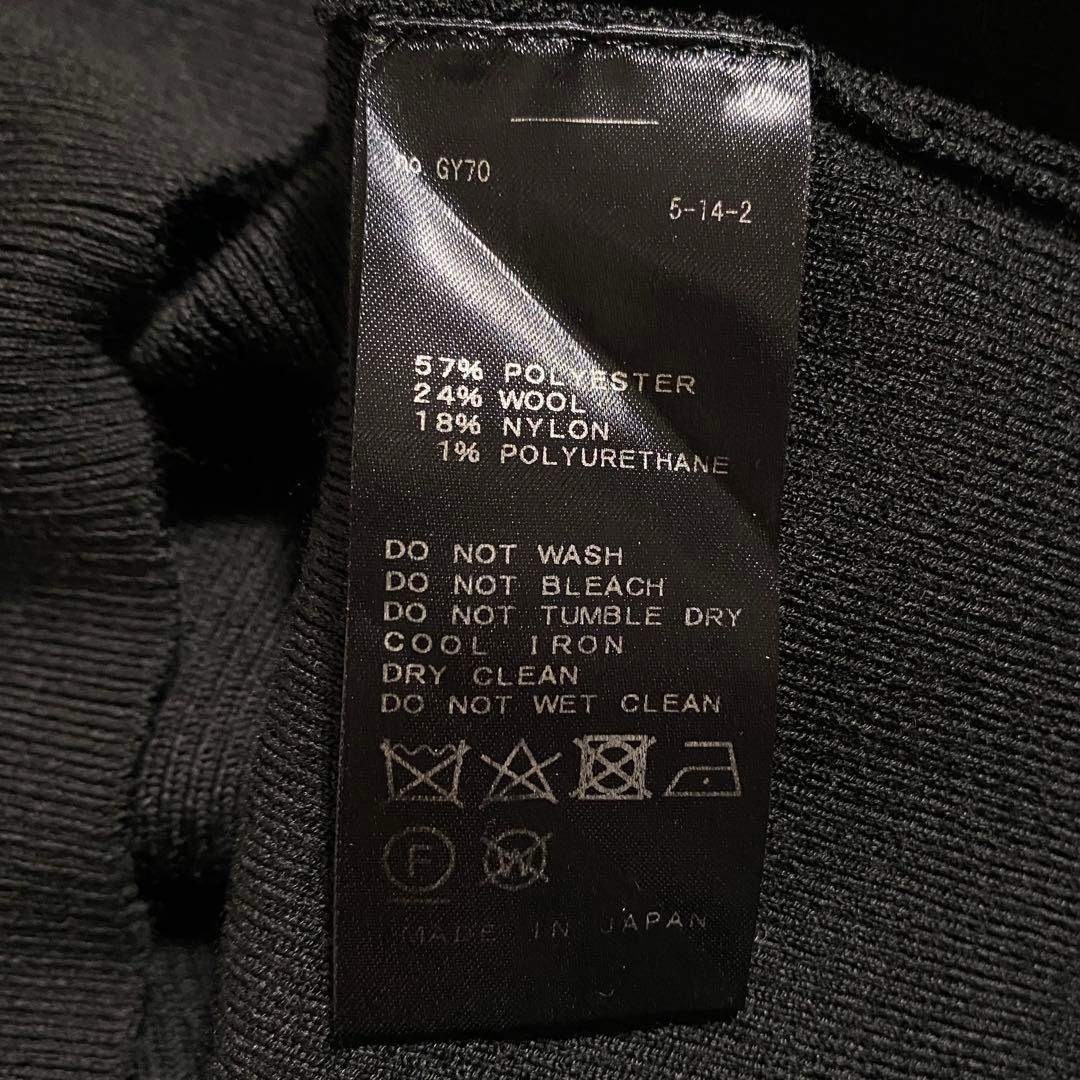 GY70
5-14-2
57% POLYESTER
24% WOOL
18% NYLON
1% POLYURETHANE
DO NOT WASH
DO NOT BLEACH
DO NOT TUMBLE DRY
COOL IRON
DRY CLEAN
DO NOT WET CLEAN
F W
MADE IN JAPAN